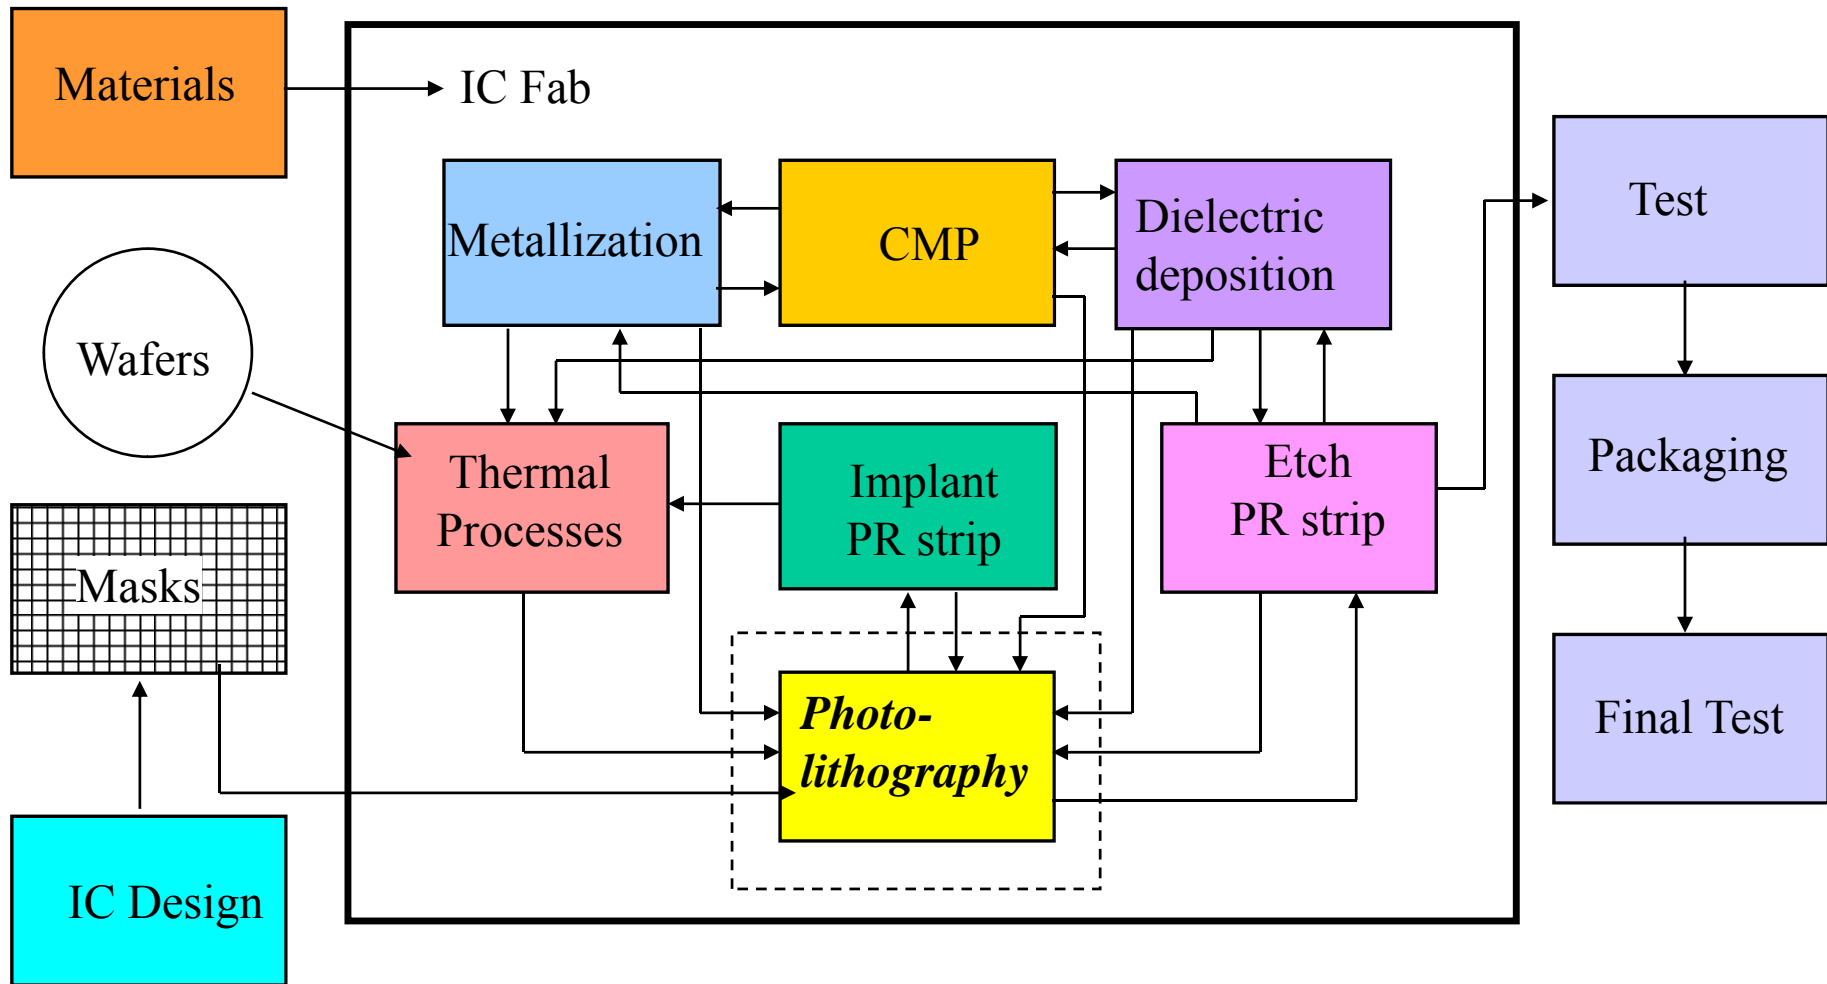 Materials
IC Fab
Test
Metallization
CMP
Dielectric
deposition
Wafers
Thermal
Processes
Implant
PR strip
Etch
PR strip
Packaging
Masks
Photo-
lithography
Final Test
IC Design